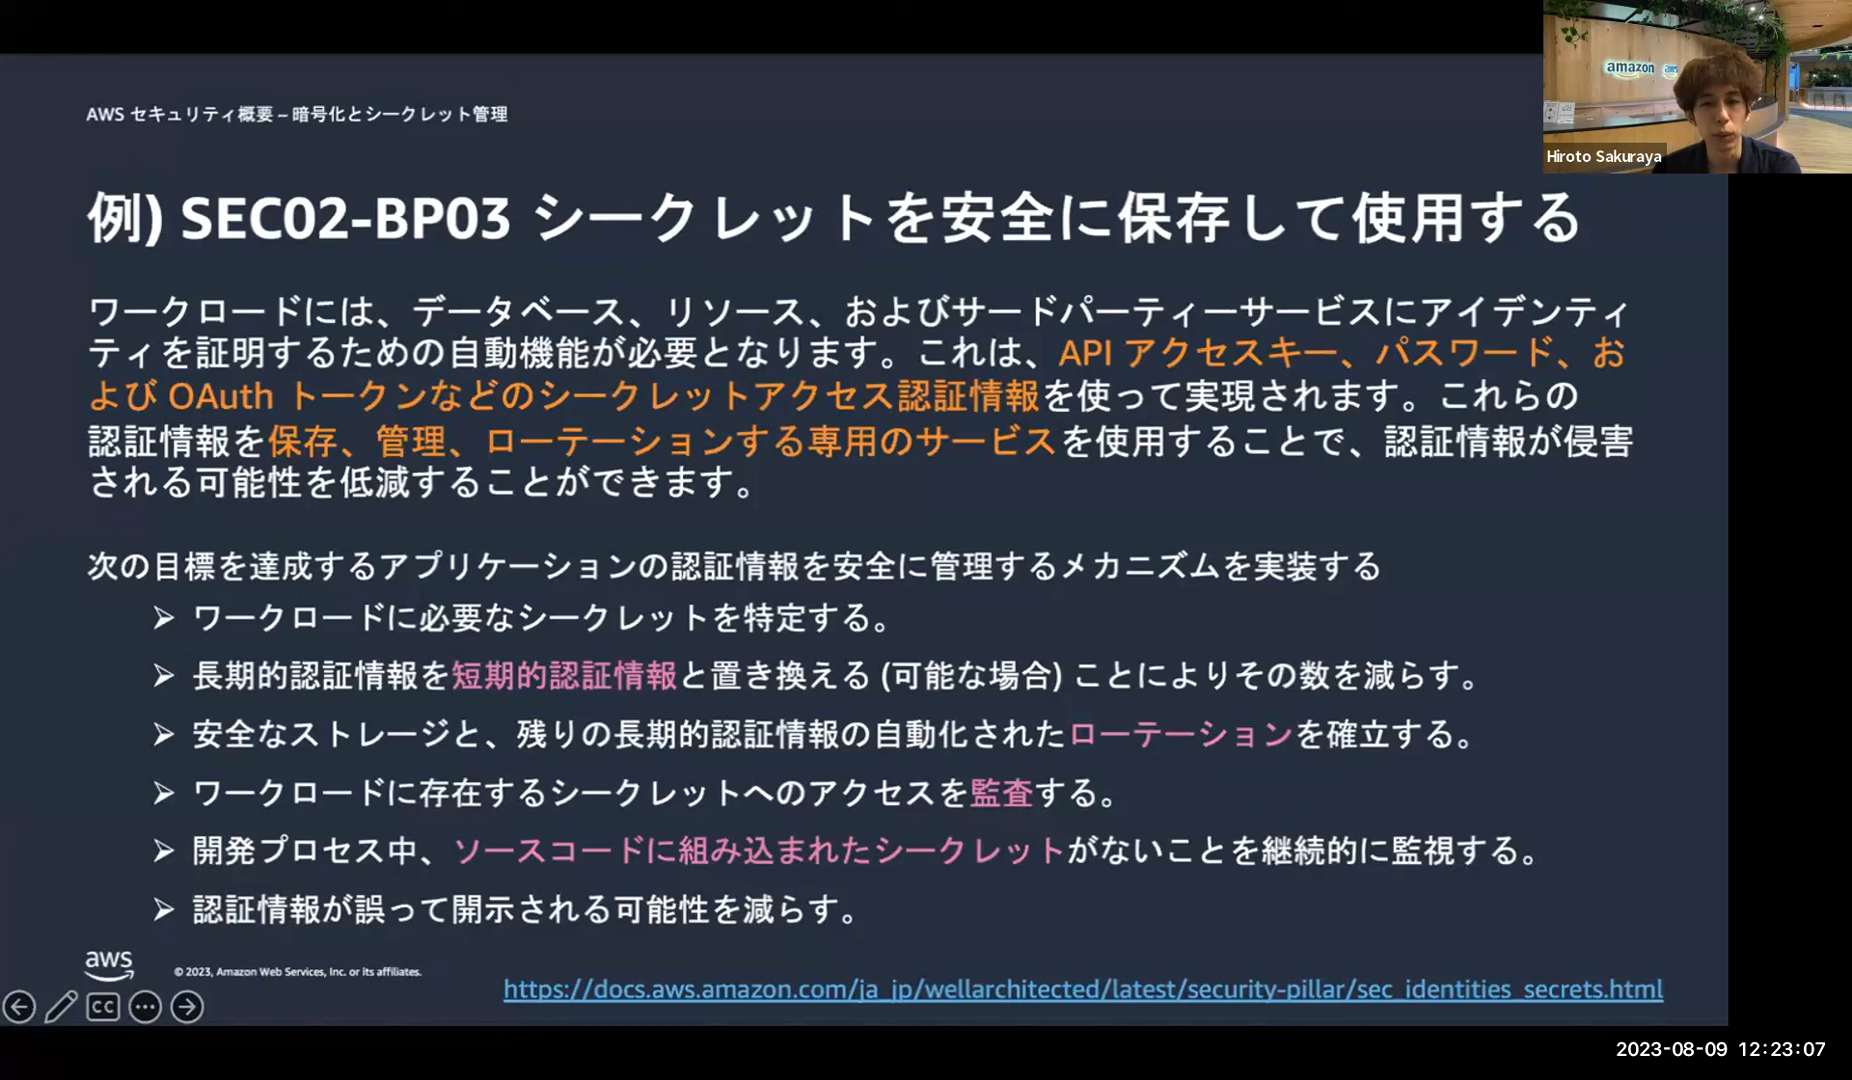 AWS セキュリティ概要 – 暗号化とシークレット管理
amazon
aws
Hiroto Sakuraya
例) SEC02-BP03 シークレットを安全に保存して使用する
ワークロードには、データベース、リソース、およびサードパーティーサービスにアイデンティ
ティを証明するための自動機能が必要となります。これは、API アクセスキー、パスワード、お
よび OAuth トークンなどのシークレットアクセス認証情報を使って実現されます。これらの
認証情報を保存、管理、ローテーションする専用のサービスを使用することで、認証情報が侵害
される可能性を低減することができます。
次の目標を達成するアプリケーションの認証情報を安全に管理するメカニズムを実装する
➢ ワークロードに必要なシークレットを特定する。
➢ 長期的認証情報を短期的認証情報と置き換える (可能な場合) ことによりその数を減らす。
➢ 安全なストレージと、残りの長期的認証情報の自動化されたローテーションを確立する。
➢ ワークロードに存在するシークレットへのアクセスを監査する。
➢ 開発プロセス中、ソースコードに組み込まれたシークレットがないことを継続的に監視する。
➢ 認証情報が誤って開示される可能性を減らす。
aws
© 2023, Amazon Web Services, Inc. or its affiliates.
https://docs.aws.amazon.com/ja_jp/wellarchitected/latest/security-pillar/sec_identities_secrets.html
CC
2023-08-09 12:23:07